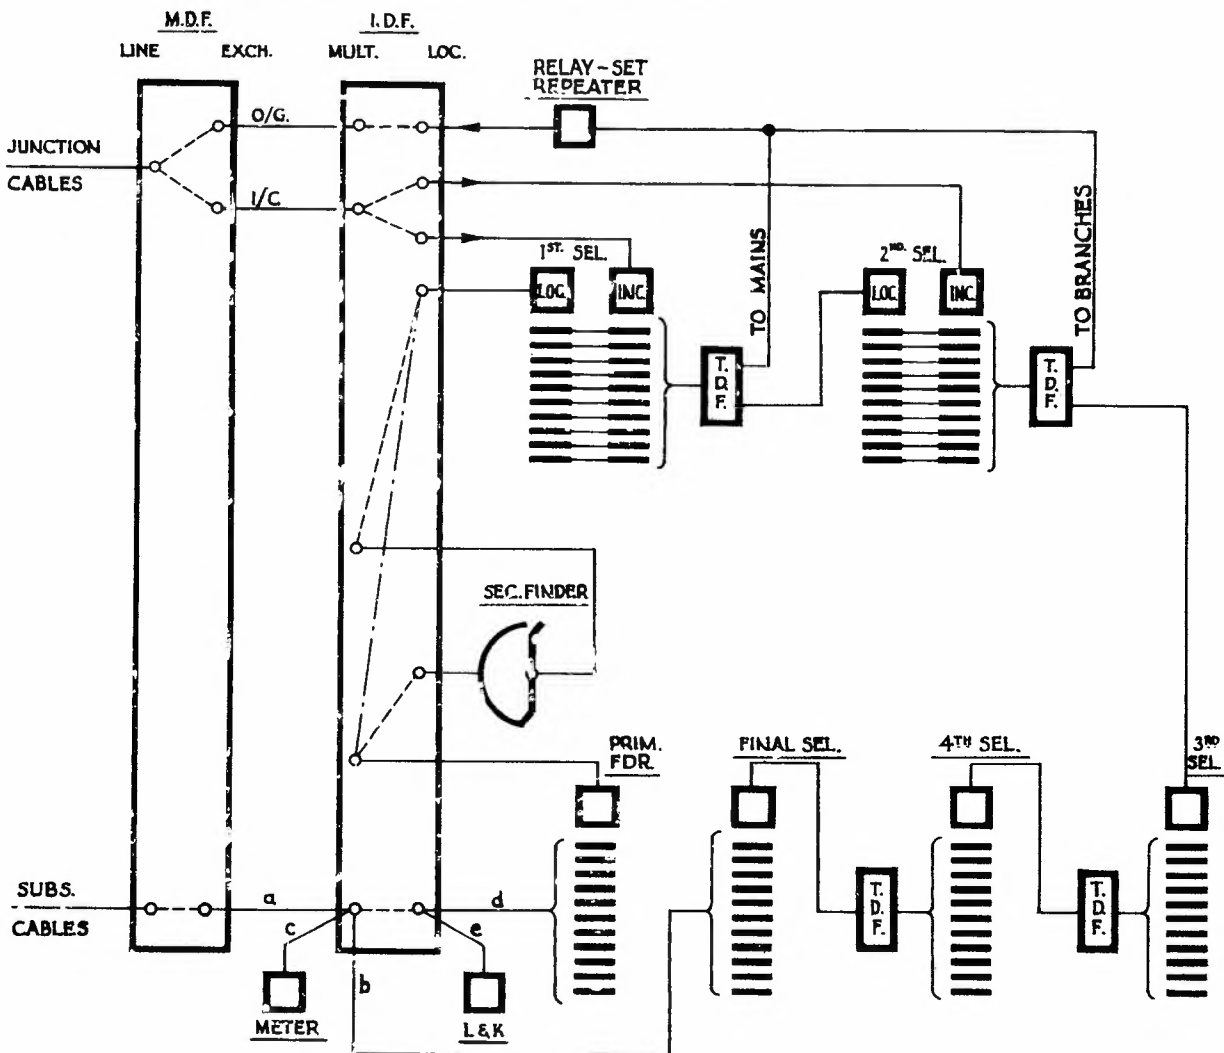 M.D.F.
I.D.F.
LINE EXCH. MULT. LOC.
RELAY-SET
REPEATER
O/G.
JUNCTION
CABLES
I/C
1ST. SEL.
2ND. SEL.
LOC. INC.
LOC. INC.
TO MAINS
TO BRANCHES
T.
D.
F.
T.
D.
F.
SEC. FINDER
PRIM.
FDR.
FINAL SEL.
4TH SEL.
3RD
SEL.
SUBS.
CABLES
a
c
d
e
b
T.
D.
F.
T.
D.
F.
METER
L & K